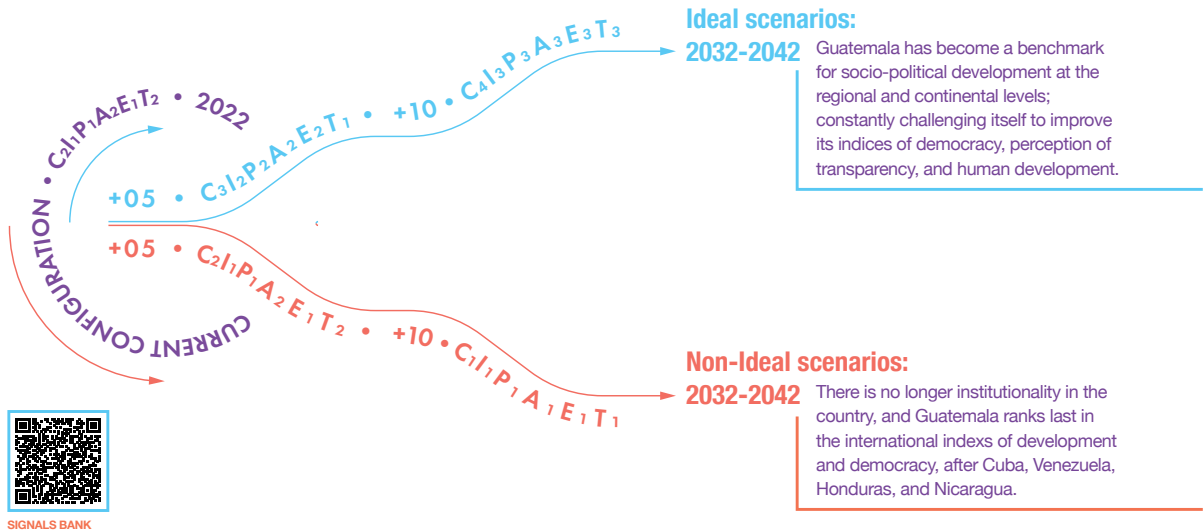 CURRENT CONFIGURATION • C₂I₁P₁A₂E₁T₂ • 2022
+05 • C₃I₂P₂A₂E₂T₁ • +10 • C₄I₃P₃A₃E₃T₃
Ideal scenarios:
2032-2042
Guatemala has become a benchmark
for socio-political development at the
regional and continental levels;
constantly challenging itself to improve
its indices of democracy, perception of
transparency, and human development.
+05 • C₂I₁P₁A₂E₁T₂ • +10 • C₁I₁P₁A₁E₁T₁
Non-Ideal scenarios:
2032-2042
There is no longer institutionality in the
country, and Guatemala ranks last in
the international indexs of development
and democracy, after Cuba, Venezuela,
Honduras, and Nicaragua.
SIGNALS BANK